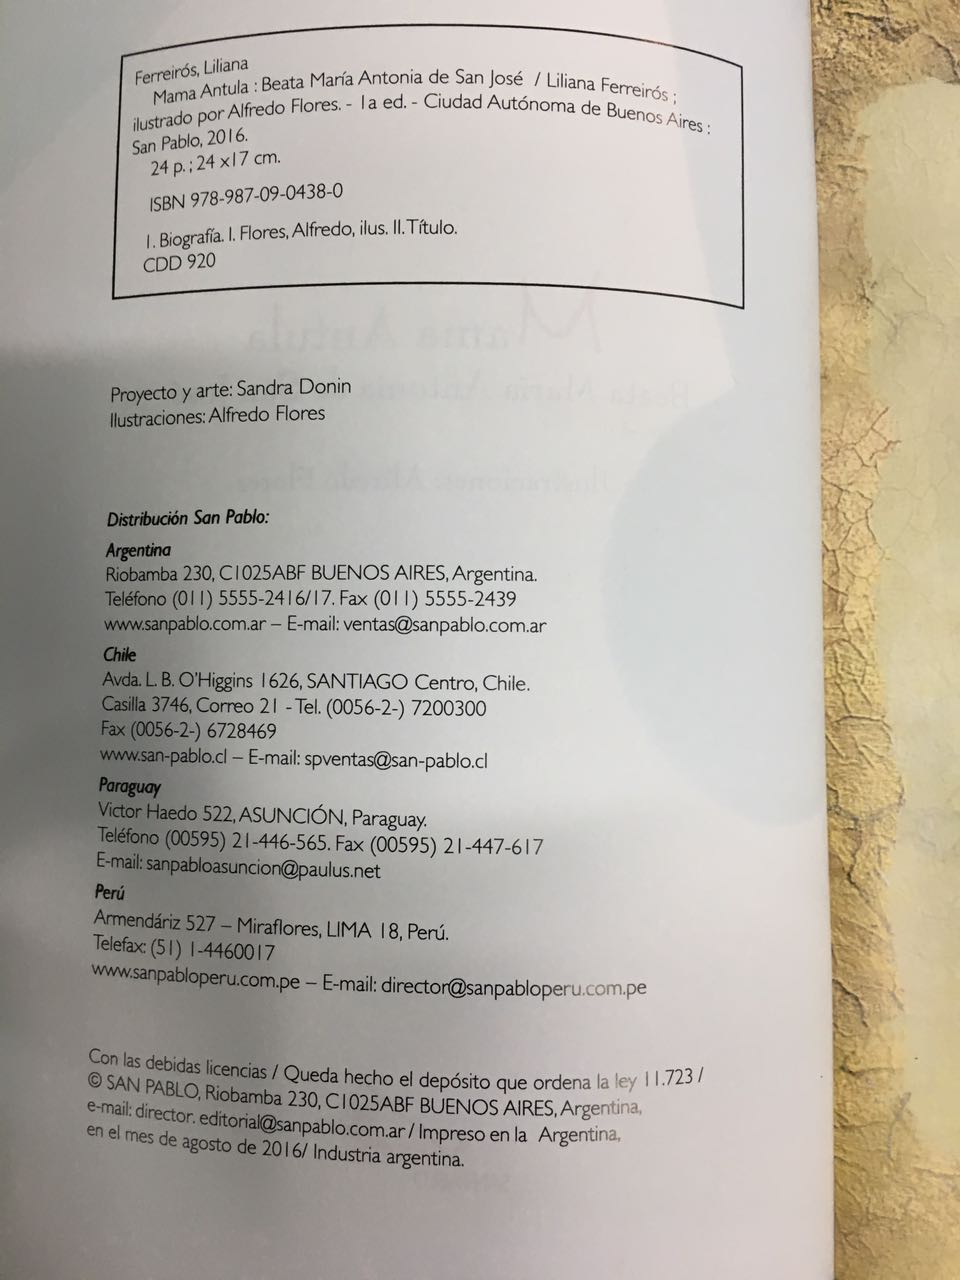 Ferreirós, Liliana
Mama Antula : Beata María Antonia de San José / Liliana Ferreirós ;
ilustrado por Alfredo Flores. - 1a ed. - Ciudad Autónoma de Buenos Aires :
San Pablo, 2016.
24 p. ; 24 x17 cm.
ISBN 978-987-09-0438-0
1. Biografía. I. Flores, Alfredo, ilus. II. Título.
CDD 920
Proyecto y arte: Sandra Donin
Ilustraciones: Alfredo Flores
Distribución San Pablo:
Argentina
Riobamba 230, C1025ABF BUENOS AIRES, Argentina.
Teléfono (011) 5555-2416/17. Fax (011) 5555-2439
www.sanpablo.com.ar – E-mail: ventas@sanpablo.com.ar
Chile
Avda. L. B. O'Higgins 1626, SANTIAGO Centro, Chile.
Casilla 3746, Correo 21 - Tel. (0056-2-) 7200300
Fax (0056-2-) 6728469
www.san-pablo.cl – E-mail: spventas@san-pablo.cl
Paraguay
Victor Haedo 522, ASUNCIÓN, Paraguay.
Teléfono (00595) 21-446-565. Fax (00595) 21-447-617
E-mail: sanpabloasuncion@paulus.net
Perú
Armendáriz 527 – Miraflores, LIMA 18, Perú.
Telefax: (51) 1-4460017
www.sanpabloperu.com.pe – E-mail: director@sanpabloperu.com.pe
Con las debidas licencias / Queda hecho el depósito que ordena la ley 11.723 /
© SAN PABLO, Riobamba 230, C1025ABF BUENOS AIRES, Argentina,
e-mail: director. editorial@sanpablo.com.ar / Impreso en la Argentina,
en el mes de agosto de 2016/ Industria argentina.